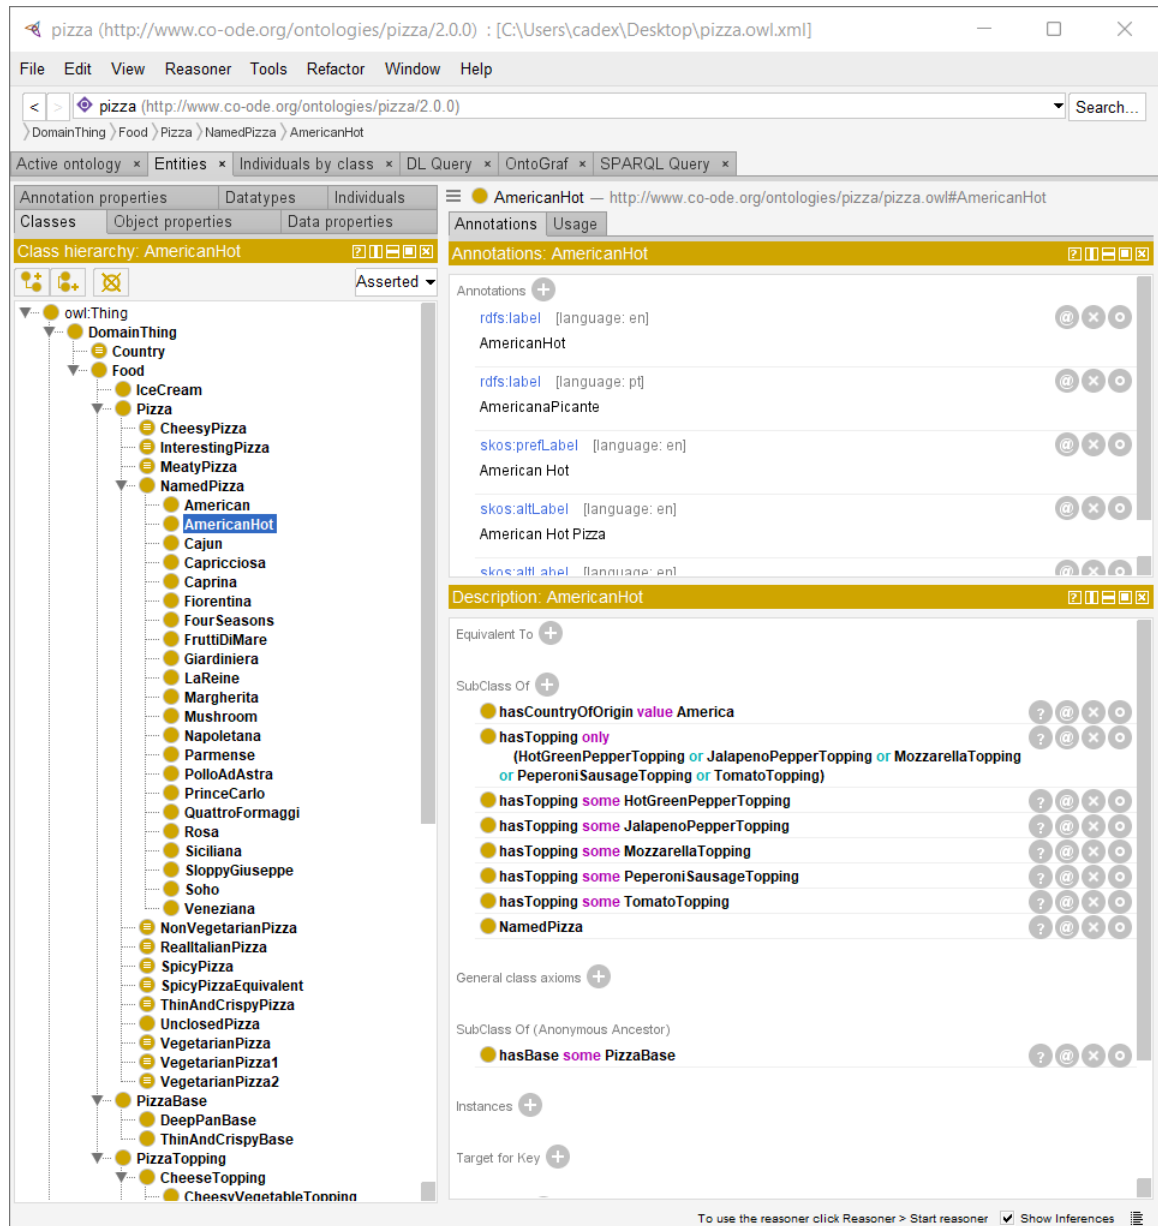 pizza (http://www.co-ode.org/ontologies/pizza/2.0.0) : [C:\Users\cadex\Desktop\pizza.owl.xml]
File Edit View Reasoner Tools Refactor Window Help
< > pizza (http://www.co-ode.org/ontologies/pizza/2.0.0) Search...
DomainThing Food Pizza NamedPizza AmericanHot
Active ontology × Entities × Individuals by class × DL Query × OntoGraf × SPARQL Query ×
Annotation properties Datatypes Individuals
Classes Object properties Data properties
Class hierarchy: AmericanHot
Asserted
owl:Thing
DomainThing
Country
Food
IceCream
Pizza
CheesyPizza
InterestingPizza
MeatyPizza
NamedPizza
American
AmericanHot
Cajun
Capricciosa
Caprina
Fiorentina
FourSeasons
FruttiDiMare
Giardiniera
LaReine
Margherita
Mushroom
Napoletana
Parmense
PolloAdAstra
PrinceCarlo
QuattroFormaggi
Rosa
Siciliana
SloppyGiuseppe
Soho
Veneziana
NonVegetarianPizza
RealItalianPizza
SpicyPizza
SpicyPizzaEquivalent
ThinAndCrispyPizza
UnclosedPizza
VegetarianPizza
VegetarianPizza1
VegetarianPizza2
PizzaBase
DeepPanBase
ThinAndCrispyBase
PizzaTopping
CheeseTopping
CheesyVegetableTopping
AmericanHot — http://www.co-ode.org/ontologies/pizza/pizza.owl#AmericanHot
Annotations Usage
Annotations: AmericanHot
Annotations
rdfs:label [language: en]
AmericanHot
rdfs:label [language: pt]
AmericanaPicante
skos:prefLabel [language: en]
American Hot
skos:altLabel [language: en]
American Hot Pizza
skos:altLabel [language: en]
Description: AmericanHot
Equivalent To
SubClass Of
hasCountryOfOrigin value America
hasTopping only
(HotGreenPepperTopping or JalapenoPepperTopping or MozzarellaTopping
or PeperoniSausageTopping or TomatoTopping)
hasTopping some HotGreenPepperTopping
hasTopping some JalapenoPepperTopping
hasTopping some MozzarellaTopping
hasTopping some PeperoniSausageTopping
hasTopping some TomatoTopping
NamedPizza
General class axioms
SubClass Of (Anonymous Ancestor)
hasBase some PizzaBase
Instances
Target for Key
To use the reasoner click Reasoner > Start reasoner Show Inferences